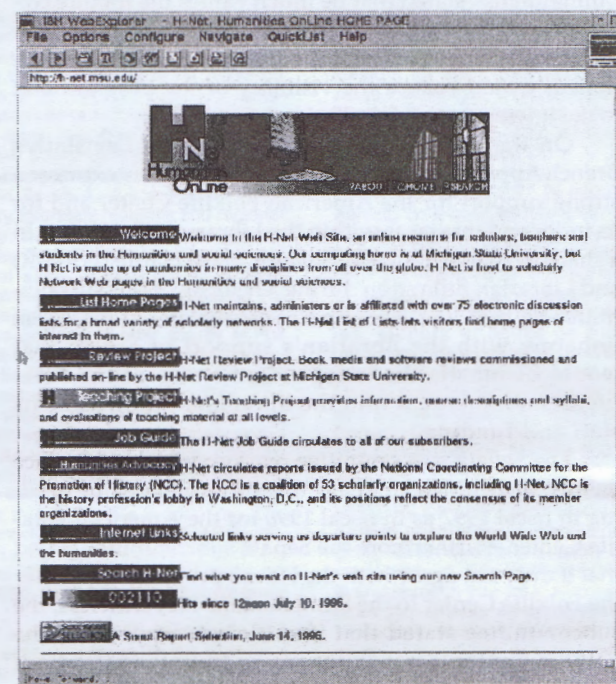 IBM WebExplorer - H-Net, Humanities OnLine HOME PAGE
File Options Configure Navigate QuickList Help
http://h-net.msu.edu/
H
N
Humanities
OnLine
?ABOUT HOME SEARCH
Welcome Welcome to the H-Net Web Site, an online resource for scholars, teachers and
students in the Humanities and social sciences. Our computing home is at Michigan State University, but
H-Net is made up of academics in many disciplines from all over the globe. H-Net is host to scholarly
Network Web pages in the Humanities and social sciences.
List Home Pages H-Net maintains, administers or is affiliated with over 75 electronic discussion
lists for a broad variety of scholarly networks. The H-Net List of Lists lets visitors find home pages of
interest to them.
Review Project H-Net Review Project. Book, media and software reviews commissioned and
published on-line by the H-Net Review Project at Michigan State University.
H Teaching Project H-Net's Teaching Project provides information, course descriptions and syllabi,
and evaluations of teaching material at all levels.
Job Guide The H-Net Job Guide circulates to all of our subscribers.
Humanities Advocacy H-Net circulates reports issued by the National Coordinating Committee for the
Promotion of History (NCC). The NCC is a coalition of 53 scholarly organizations, including H-Net. NCC is
the history profession's lobby in Washington, D.C., and its positions reflect the consensus of its member
organizations.
Internet Links Selected links serving as departure points to explore the World Wide Web and
the humanities.
Search H-Net Find what you want on H-Net's web site using our new Search Page.
H 002110 Hits since 12noon July 10, 1996.
A Scout Report Selection, June 14, 1996.
Move forward.